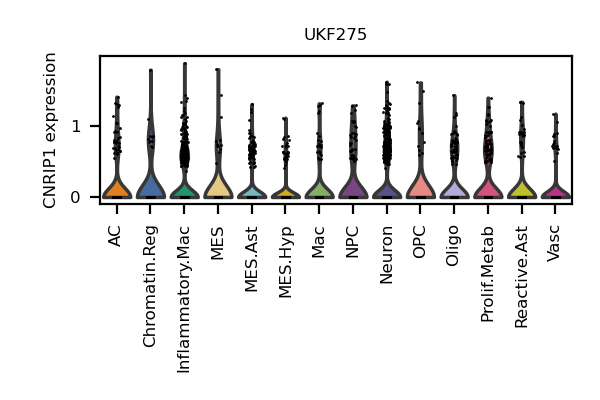 UKF275
CNRIP1 expression
1
0
AC
Chromatin.Reg
Inflammatory.Mac
MES
MES.Ast
MES.Hyp
Mac
NPC
Neuron
OPC
Oligo
Prolif.Metab
Reactive.Ast
Vasc